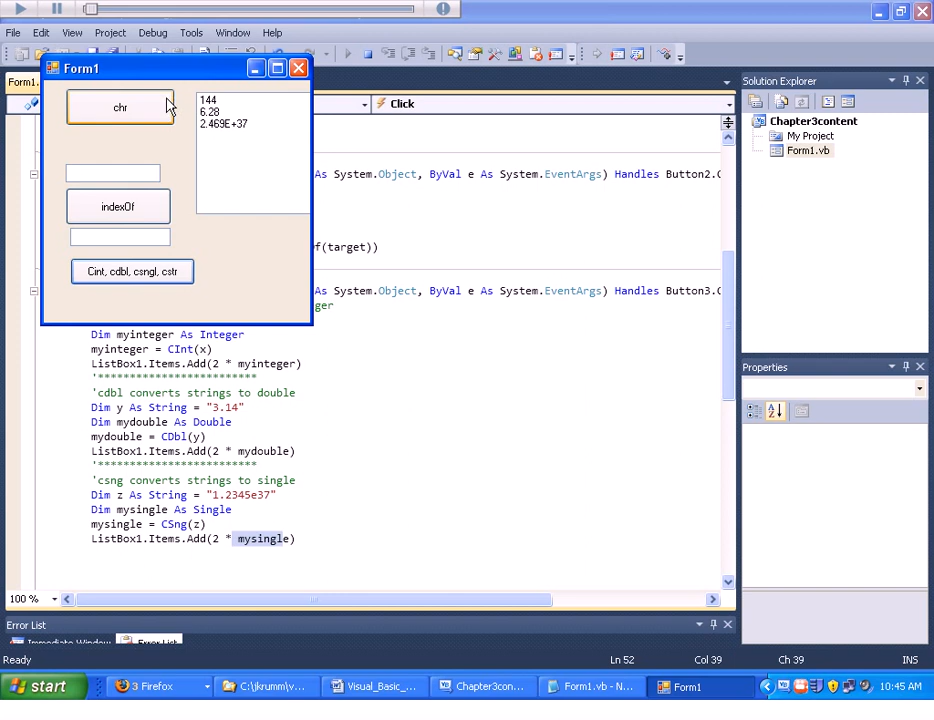 File Edit View Project Debug Tools Window Help
Form1.
Form1
chr
144
6.28
2.469E+37
indexOf
Cint, cdbl, csngl, cstr
Click
As System.Object, ByVal e As System.EventArgs) Handles Button2.C
f(target))
As System.Object, ByVal e As System.EventArgs) Handles Button3.C
ger
Dim myinteger As Integer
myinteger = CInt(x)
ListBox1.Items.Add(2 * myinteger)
'*************************
'cdbl converts strings to double
Dim y As String = "3.14"
Dim mydouble As Double
mydouble = CDbl(y)
ListBox1.Items.Add(2 * mydouble)
'*************************
'csng converts strings to single
Dim z As String = "1.2345e37"
Dim mysingle As Single
mysingle = CSng(z)
ListBox1.Items.Add(2 * mysingle)
100 %
Solution Explorer
Chapter3content
My Project
Form1.vb
Properties
Error List
Immediate Window Error List
Ready Ln 52 Col 39 Ch 39 INS
start 3 Firefox C:\jkrumm\v... Visual_Basic_... Chapter3con... Form1.vb - N... Form1 10:45 AM